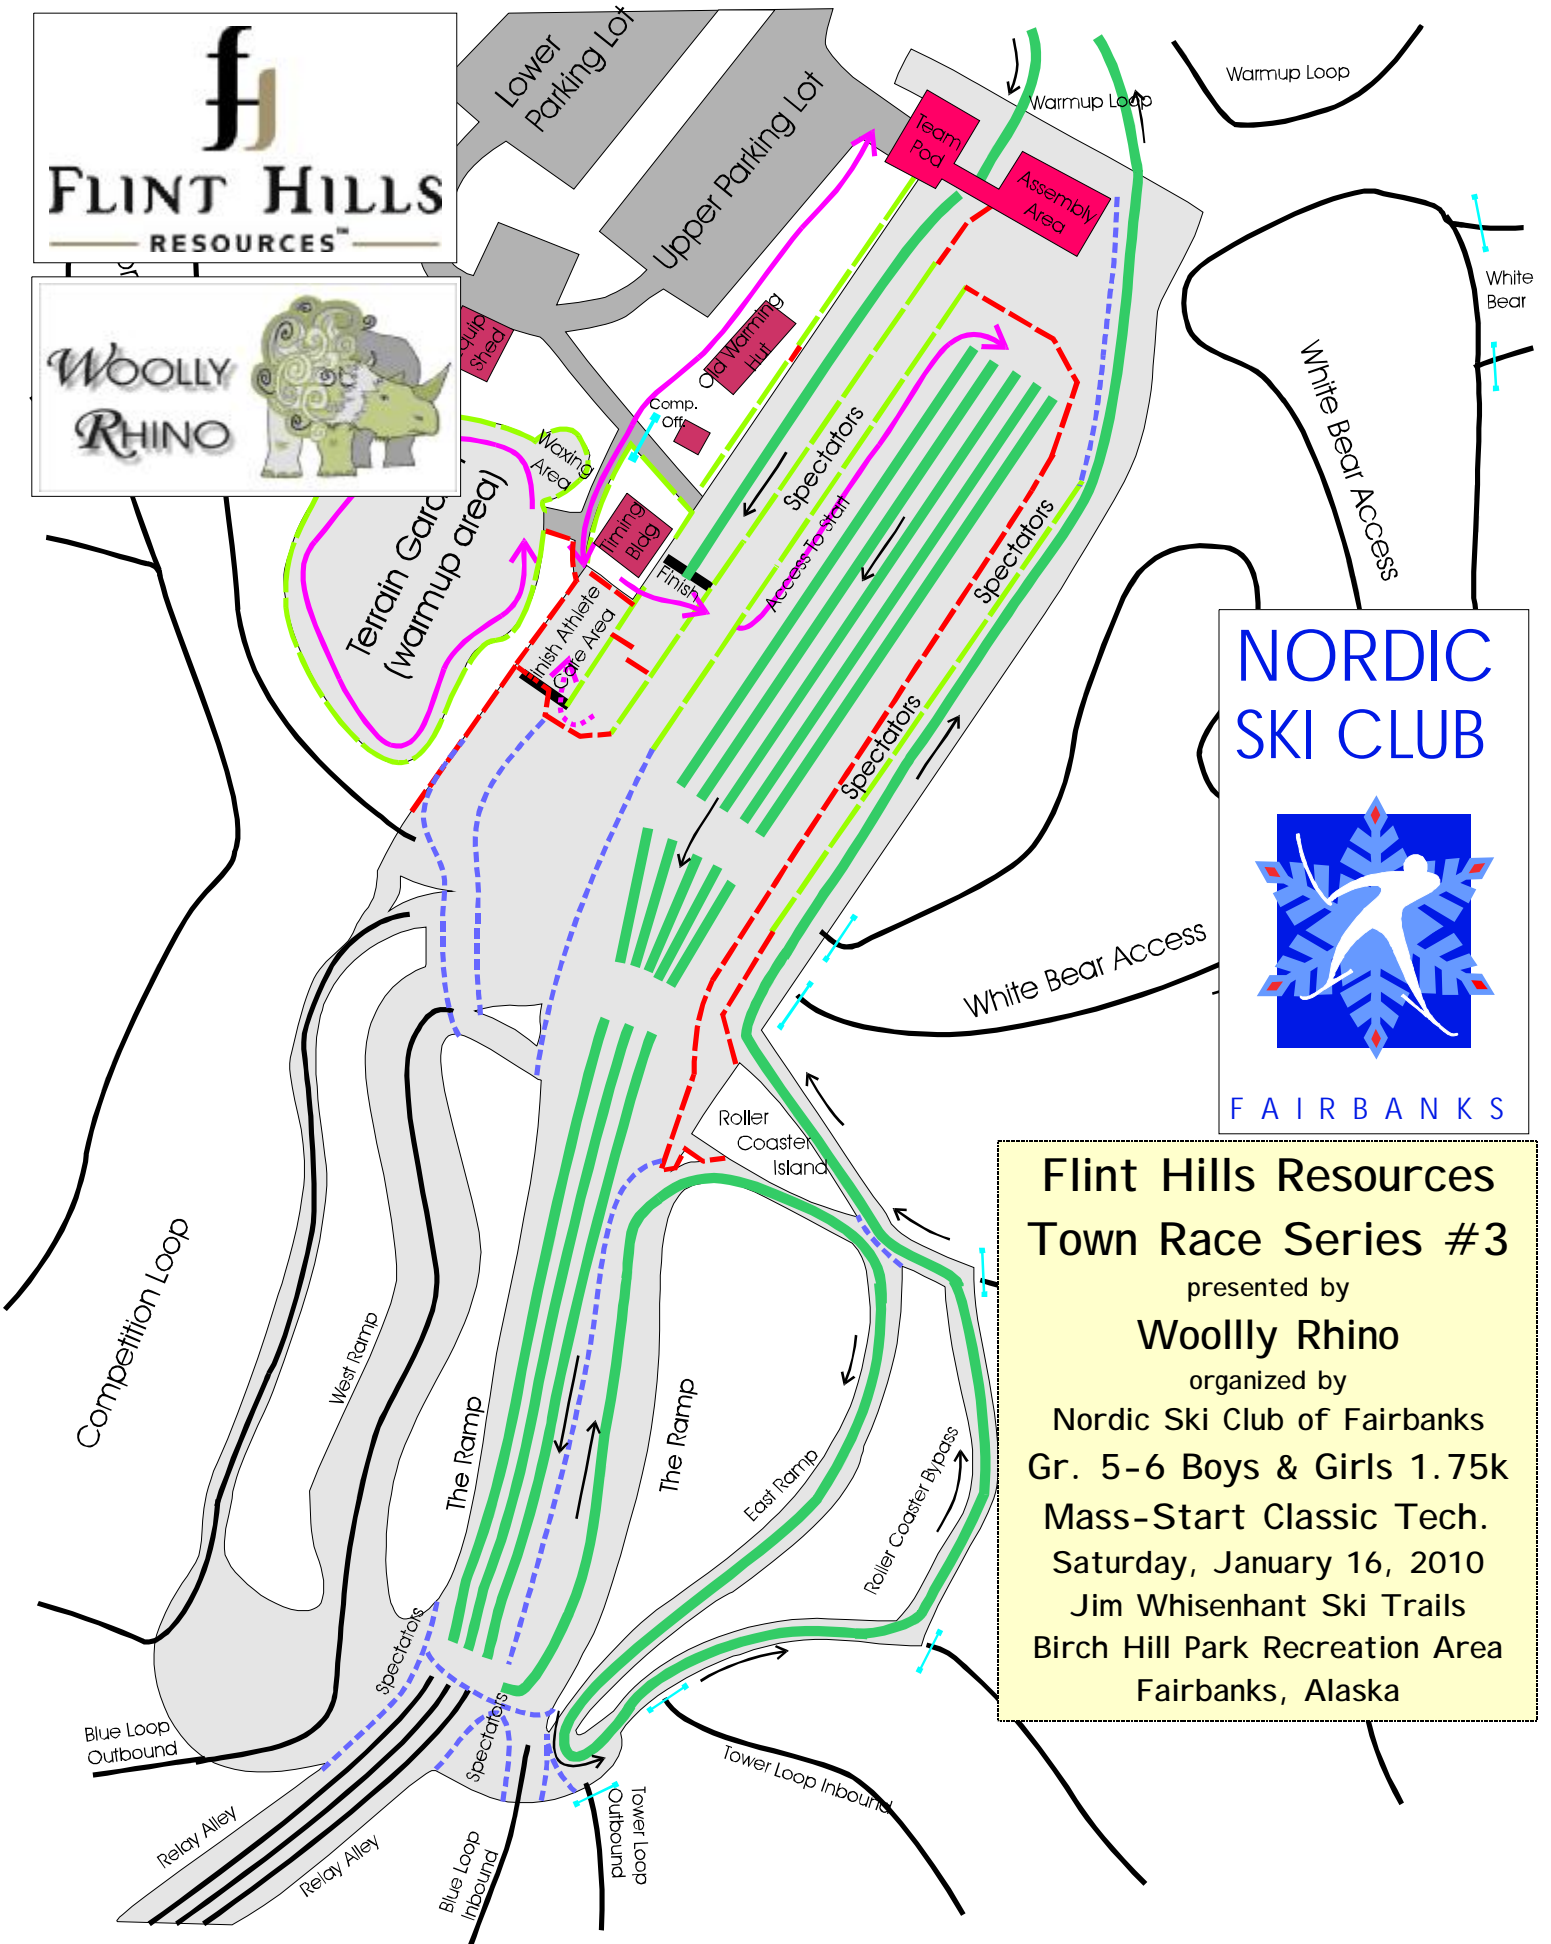 FLINT HILLS
RESOURCES™
WOOLLY
RHINO
Lower
Parking Lot
Upper Parking Lot
Team
Pod
Assembly
Area
Warmup Loop
Warmup Loop
White
Bear
White Bear Access
Old Warming
Hut
Comp.
Off.
Shed
Waxing
Area
Terrain
(warmup area)
Timing
Bldg
Finish
Finish Athlete
Care Area
Spectators
Access To Start
Spectators
Spectators
NORDIC
SKI CLUB
FAIRBANKS
White Bear Access
Roller
Coaster
Island
Competition Loop
West Ramp
The Ramp
The Ramp
East Ramp
Roller Coaster Bypass
Spectators
Spectators
Blue Loop
Outbound
Relay Alley
Relay Alley
Blue Loop
Inbound
Tower Loop
Outbound
Tower Loop Inbound
Flint Hills Resources
Town Race Series #3
presented by
Woollly Rhino
organized by
Nordic Ski Club of Fairbanks
Gr. 5-6 Boys & Girls 1.75k
Mass-Start Classic Tech.
Saturday, January 16, 2010
Jim Whisenhant Ski Trails
Birch Hill Park Recreation Area
Fairbanks, Alaska